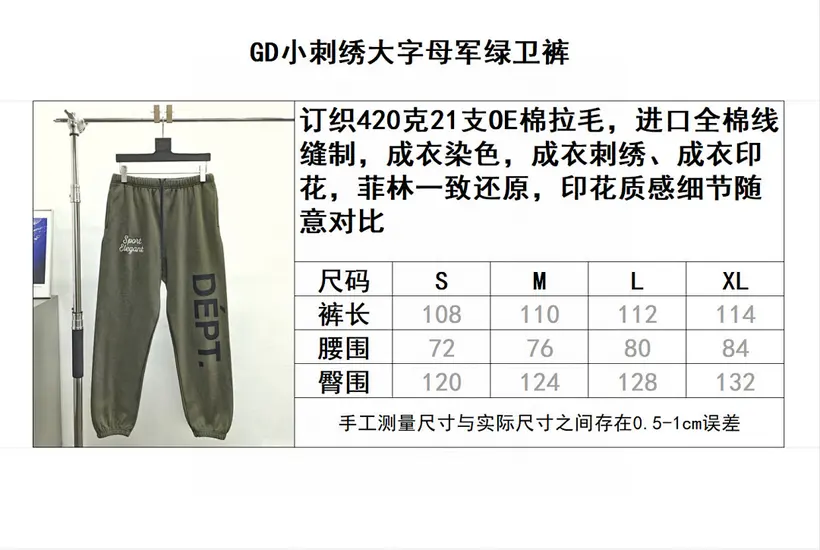 GD小刺绣大字母军绿卫裤
订织420克21支OE棉拉毛，进口全棉线
缝制，成衣染色，成衣刺绣、成衣印
花，菲林一致还原，印花质感细节随
意对比
Sport
Elegant
DÉPT.
尺码 S M L XL
裤长 108 110 112 114
腰围 72 76 80 84
臀围 120 124 128 132
手工测量尺寸与实际尺寸之间存在0.5-1cm误差